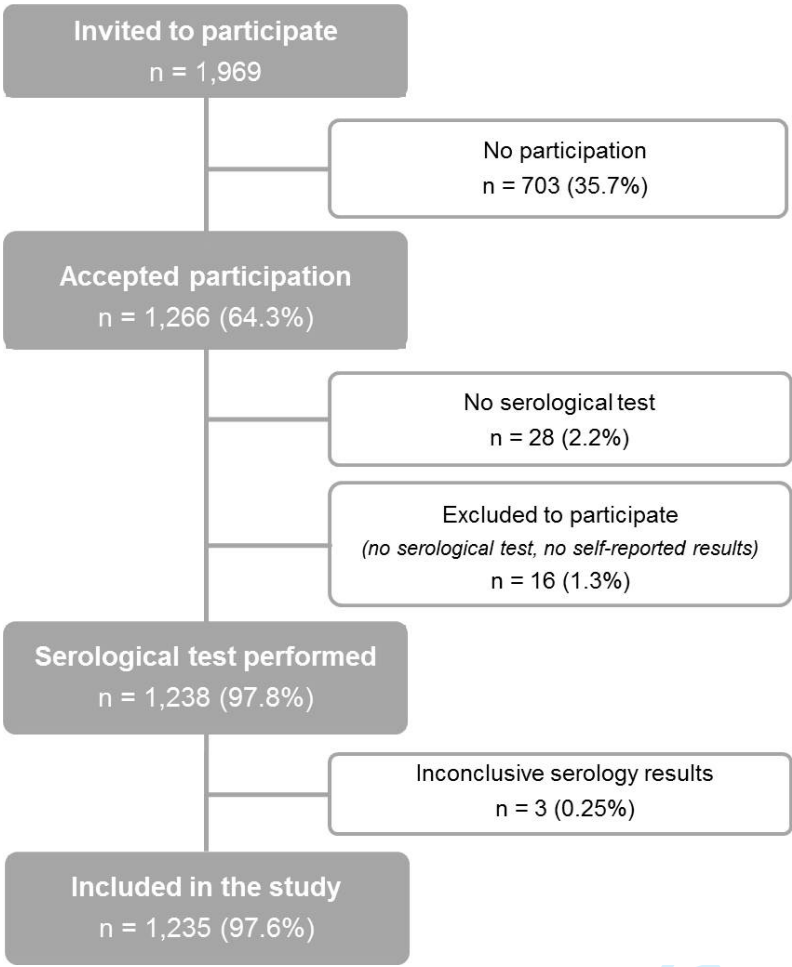 Invited to participate
n = 1,969
No participation
n = 703 (35.7%)
Accepted participation
n = 1,266 (64.3%)
No serological test
n = 28 (2.2%)
Excluded to participate
(no serological test, no self-reported results)
n = 16 (1.3%)
Serological test performed
n = 1,238 (97.8%)
Inconclusive serology results
n = 3 (0.25%)
Included in the study
n = 1,235 (97.6%)